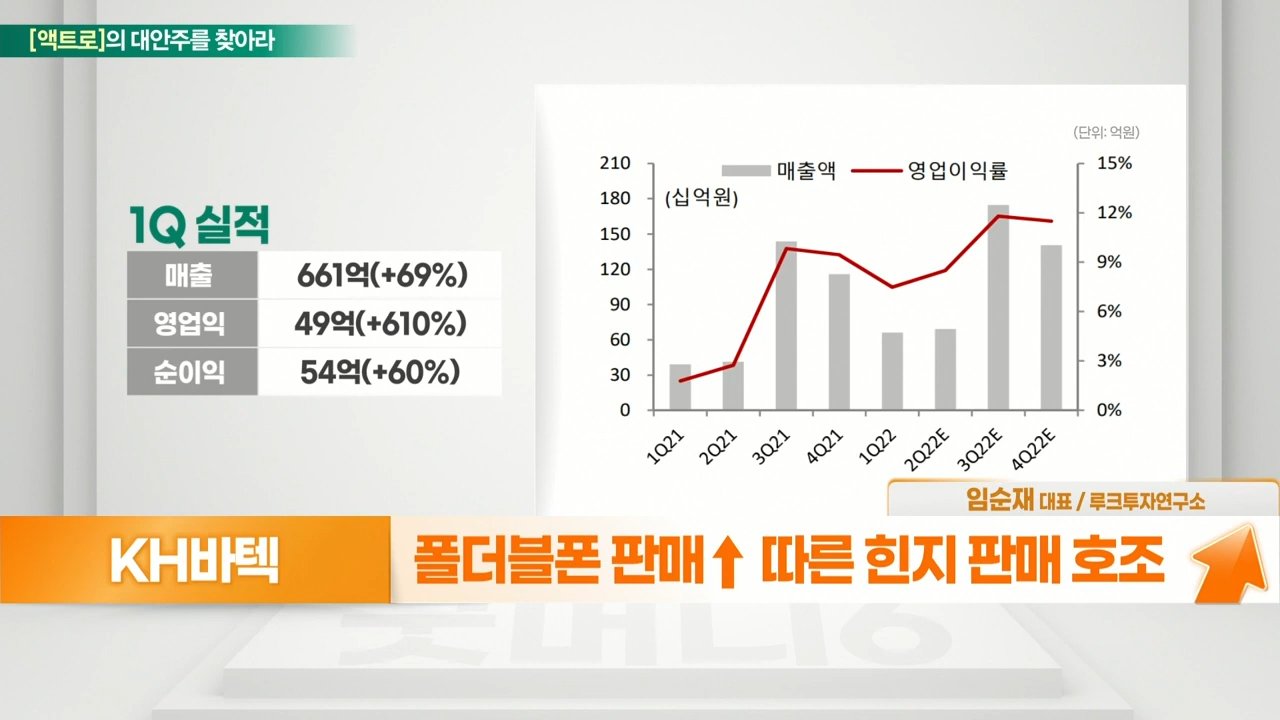 [액트로]의 대안주를 찾아라
1Q 실적
매출 661억(+69%)
영업익 49억(+610%)
순이익 54억(+60%)
(단위: 억원)
매출액 영업이익률
(십억원)
210
180
150
120
90
60
30
0
15%
12%
9%
6%
3%
0%
1Q21 2Q21 3Q21 4Q21 1Q22 2Q22E 3Q22E 4Q22E
임순재 대표 / 루크투자연구소
KH바텍
폴더블폰 판매↑ 따른 힌지 판매 호조